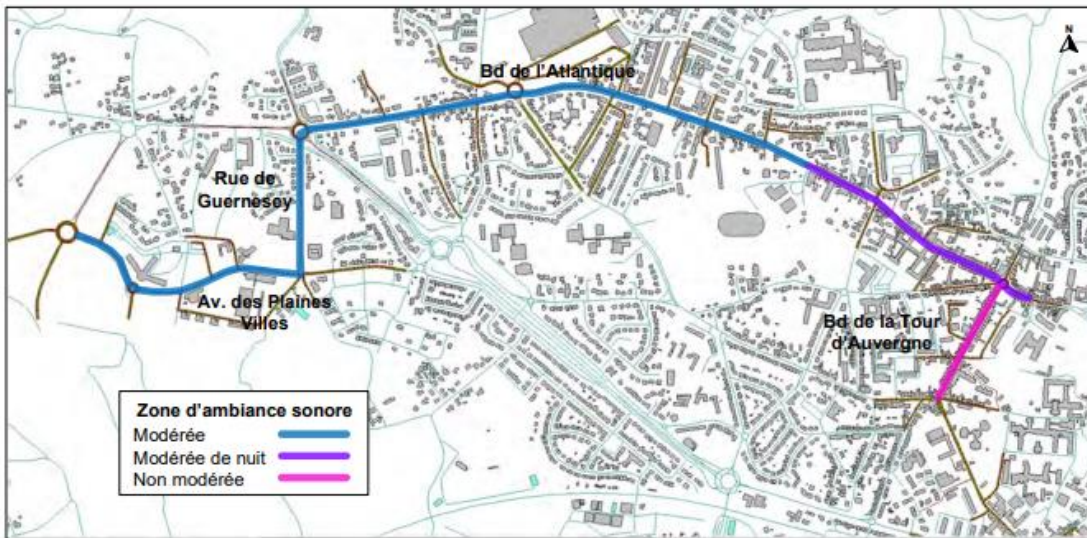 N
Bd de l'Atlantique
Rue de
Guernesey
Av. des Plaines
Villes
Bd de la Tour
d'Auvergne
Zone d'ambiance sonore
Modérée
Modérée de nuit
Non modérée